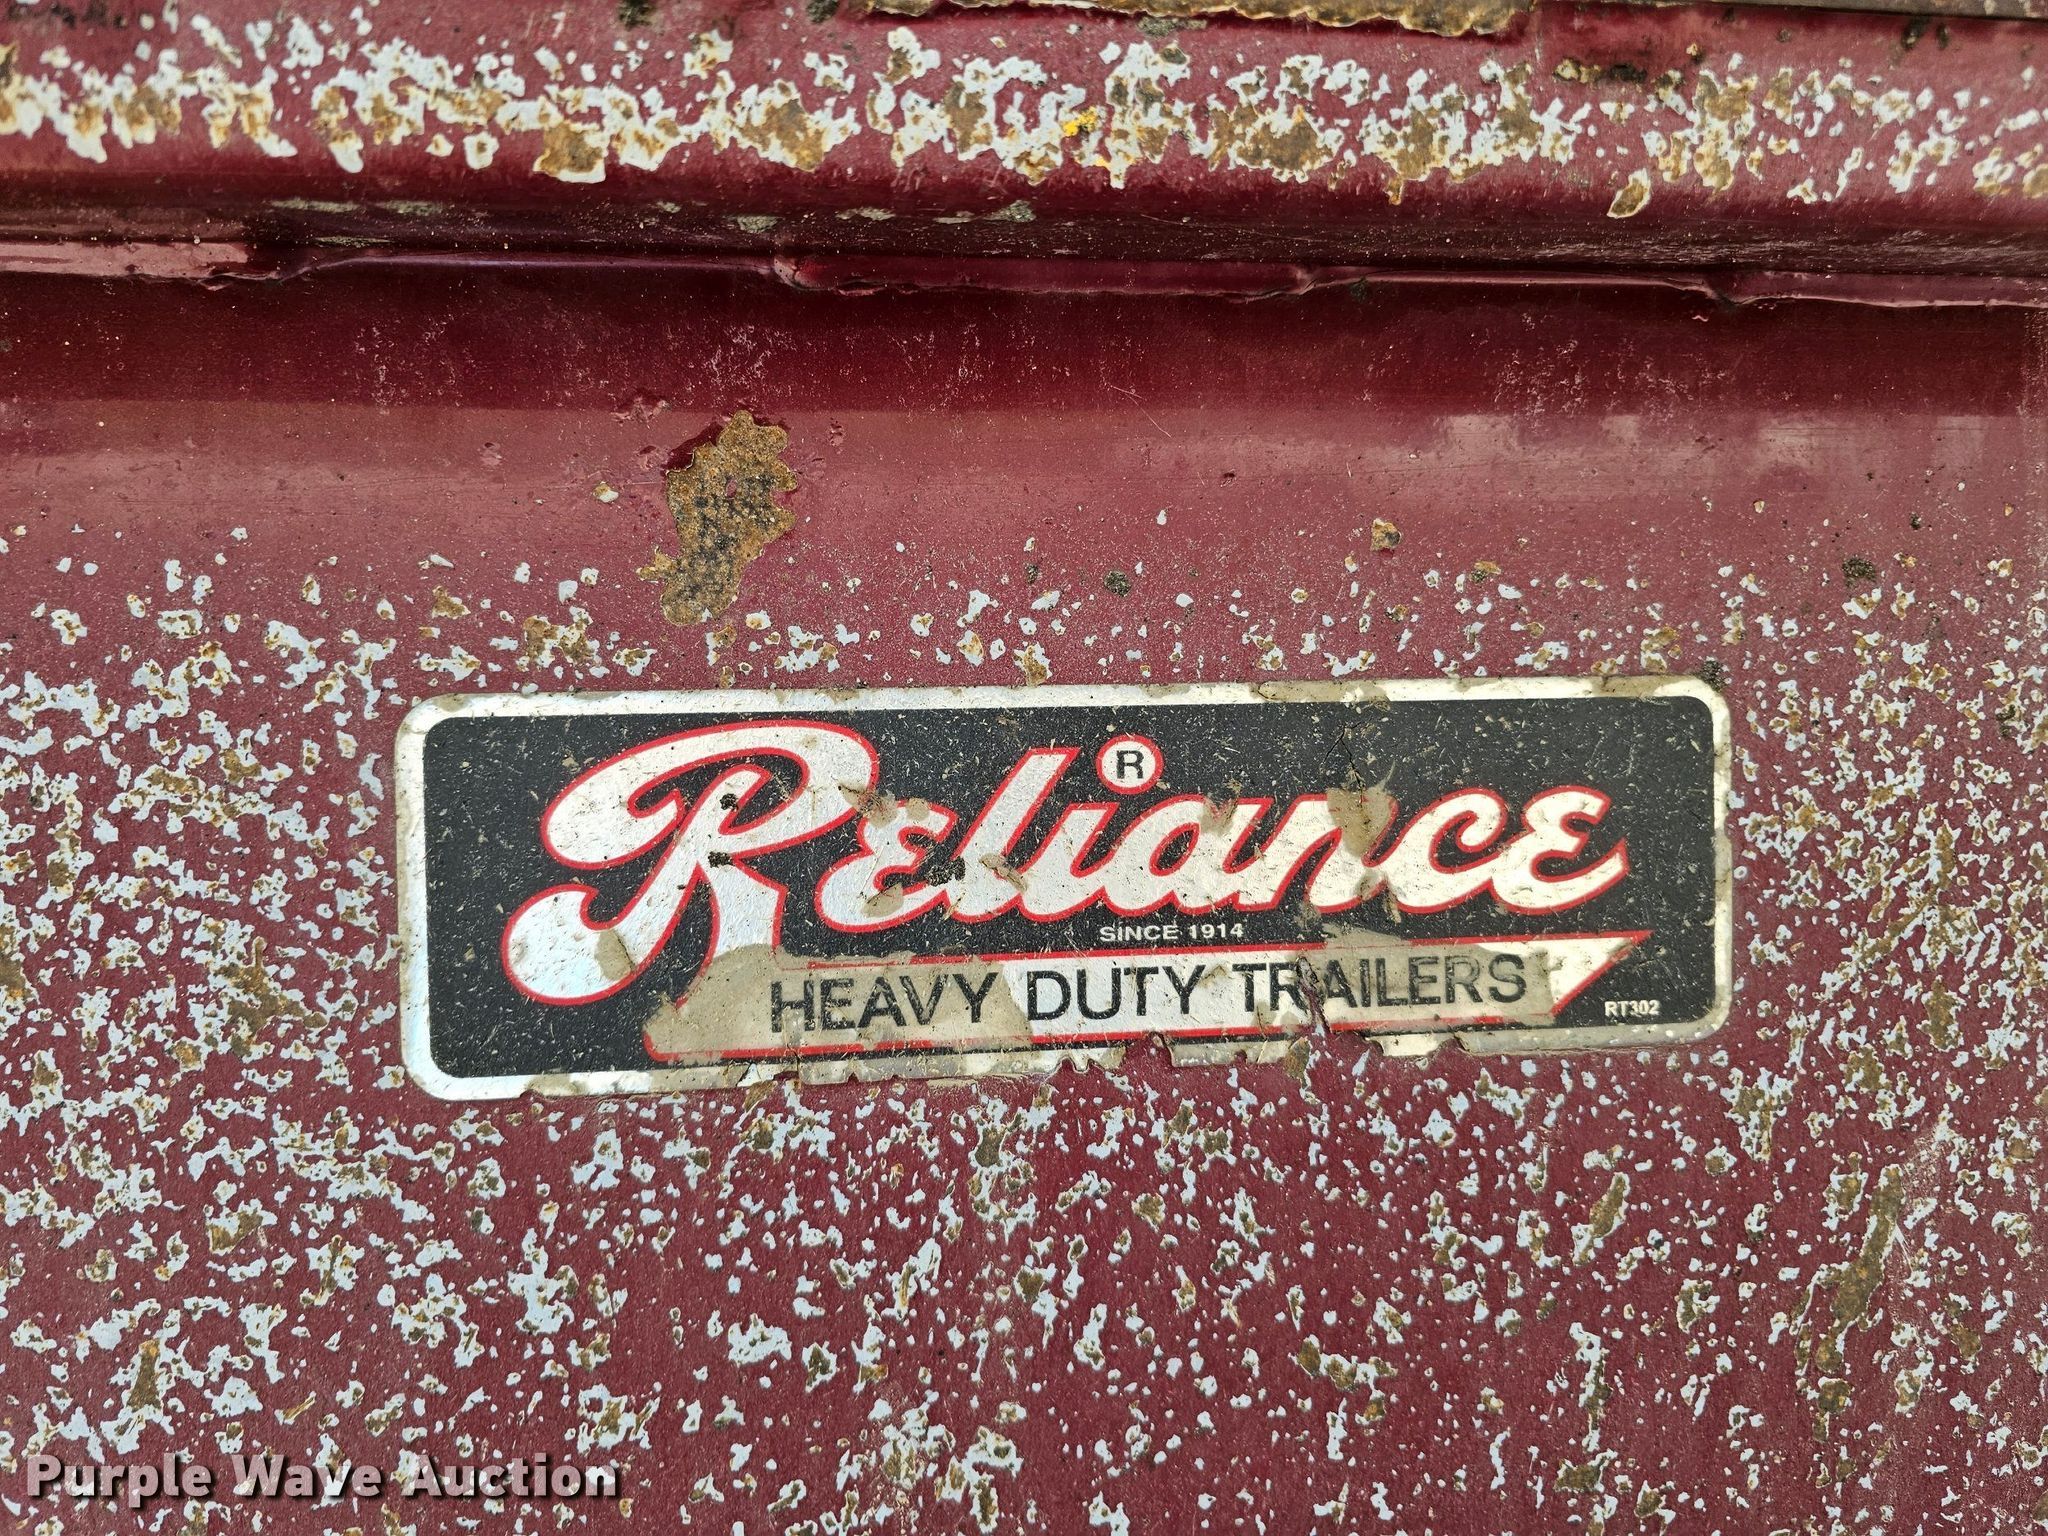 Reliance
R
SINCE 1914
HEAVY DUTY TRAILERS
RT302
Purple Wave Auction